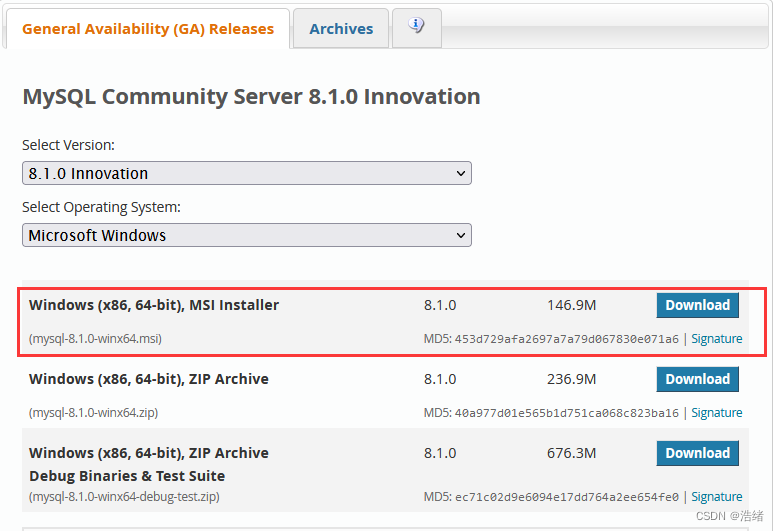 General Availability (GA) Releases
Archives
MySQL Community Server 8.1.0 Innovation
Select Version:
8.1.0 Innovation
Select Operating System:
Microsoft Windows
Windows (x86, 64-bit), MSI Installer 8.1.0 146.9M Download
(mysql-8.1.0-winx64.msi) MD5: 453d729afa2697a7a79d067830e071a6 | Signature
Windows (x86, 64-bit), ZIP Archive 8.1.0 236.9M Download
(mysql-8.1.0-winx64.zip) MD5: 40a977d01e565b1d751ca068c823ba16 | Signature
Windows (x86, 64-bit), ZIP Archive 8.1.0 676.3M Download
Debug Binaries & Test Suite
(mysql-8.1.0-winx64-debug-test.zip) MD5: ec71c02d9e6094e17dd764a2ee654fe0 | Signature
CSDN @浩绪